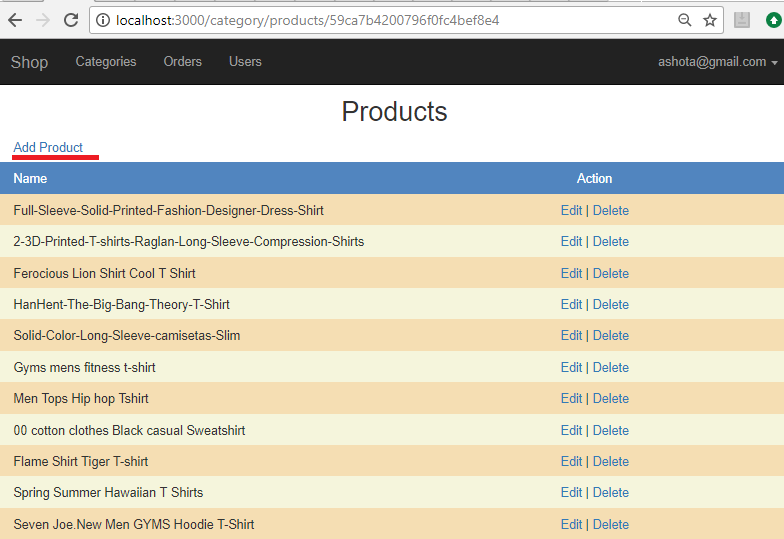 localhost:3000/category/products/59ca7b4200796f0fc4bef8e4
Shop Categories Orders Users ashota@gmail.com
Products
Add Product
Name Action
Full-Sleeve-Solid-Printed-Fashion-Designer-Dress-Shirt Edit | Delete
2-3D-Printed-T-shirts-Raglan-Long-Sleeve-Compression-Shirts Edit | Delete
Ferocious Lion Shirt Cool T Shirt Edit | Delete
HanHent-The-Big-Bang-Theory-T-Shirt Edit | Delete
Solid-Color-Long-Sleeve-camisetas-Slim Edit | Delete
Gyms mens fitness t-shirt Edit | Delete
Men Tops Hip hop Tshirt Edit | Delete
00 cotton clothes Black casual Sweatshirt Edit | Delete
Flame Shirt Tiger T-shirt Edit | Delete
Spring Summer Hawaiian T Shirts Edit | Delete
Seven Joe.New Men GYMS Hoodie T-Shirt Edit | Delete